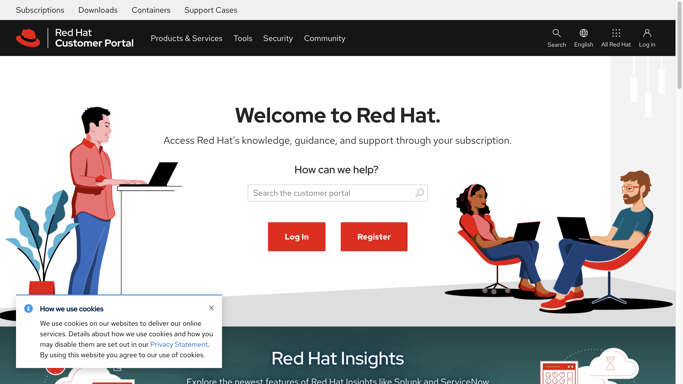 Subscriptions Downloads Containers Support Cases
Red Hat
Customer Portal
Products & Services Tools Security Community
Search English All Red Hat Log in
Welcome to Red Hat.
Access Red Hat's knowledge, guidance, and support through your subscription.
How can we help?
Search the customer portal
Log In Register
How we use cookies
We use cookies on our websites to deliver our online
services. Details about how we use cookies and how you
may disable them are set out in our Privacy Statement.
By using this website you agree to our use of cookies.
Red Hat Insights
Explore the newest features of Red Hat Insights like Splunk and ServiceNow